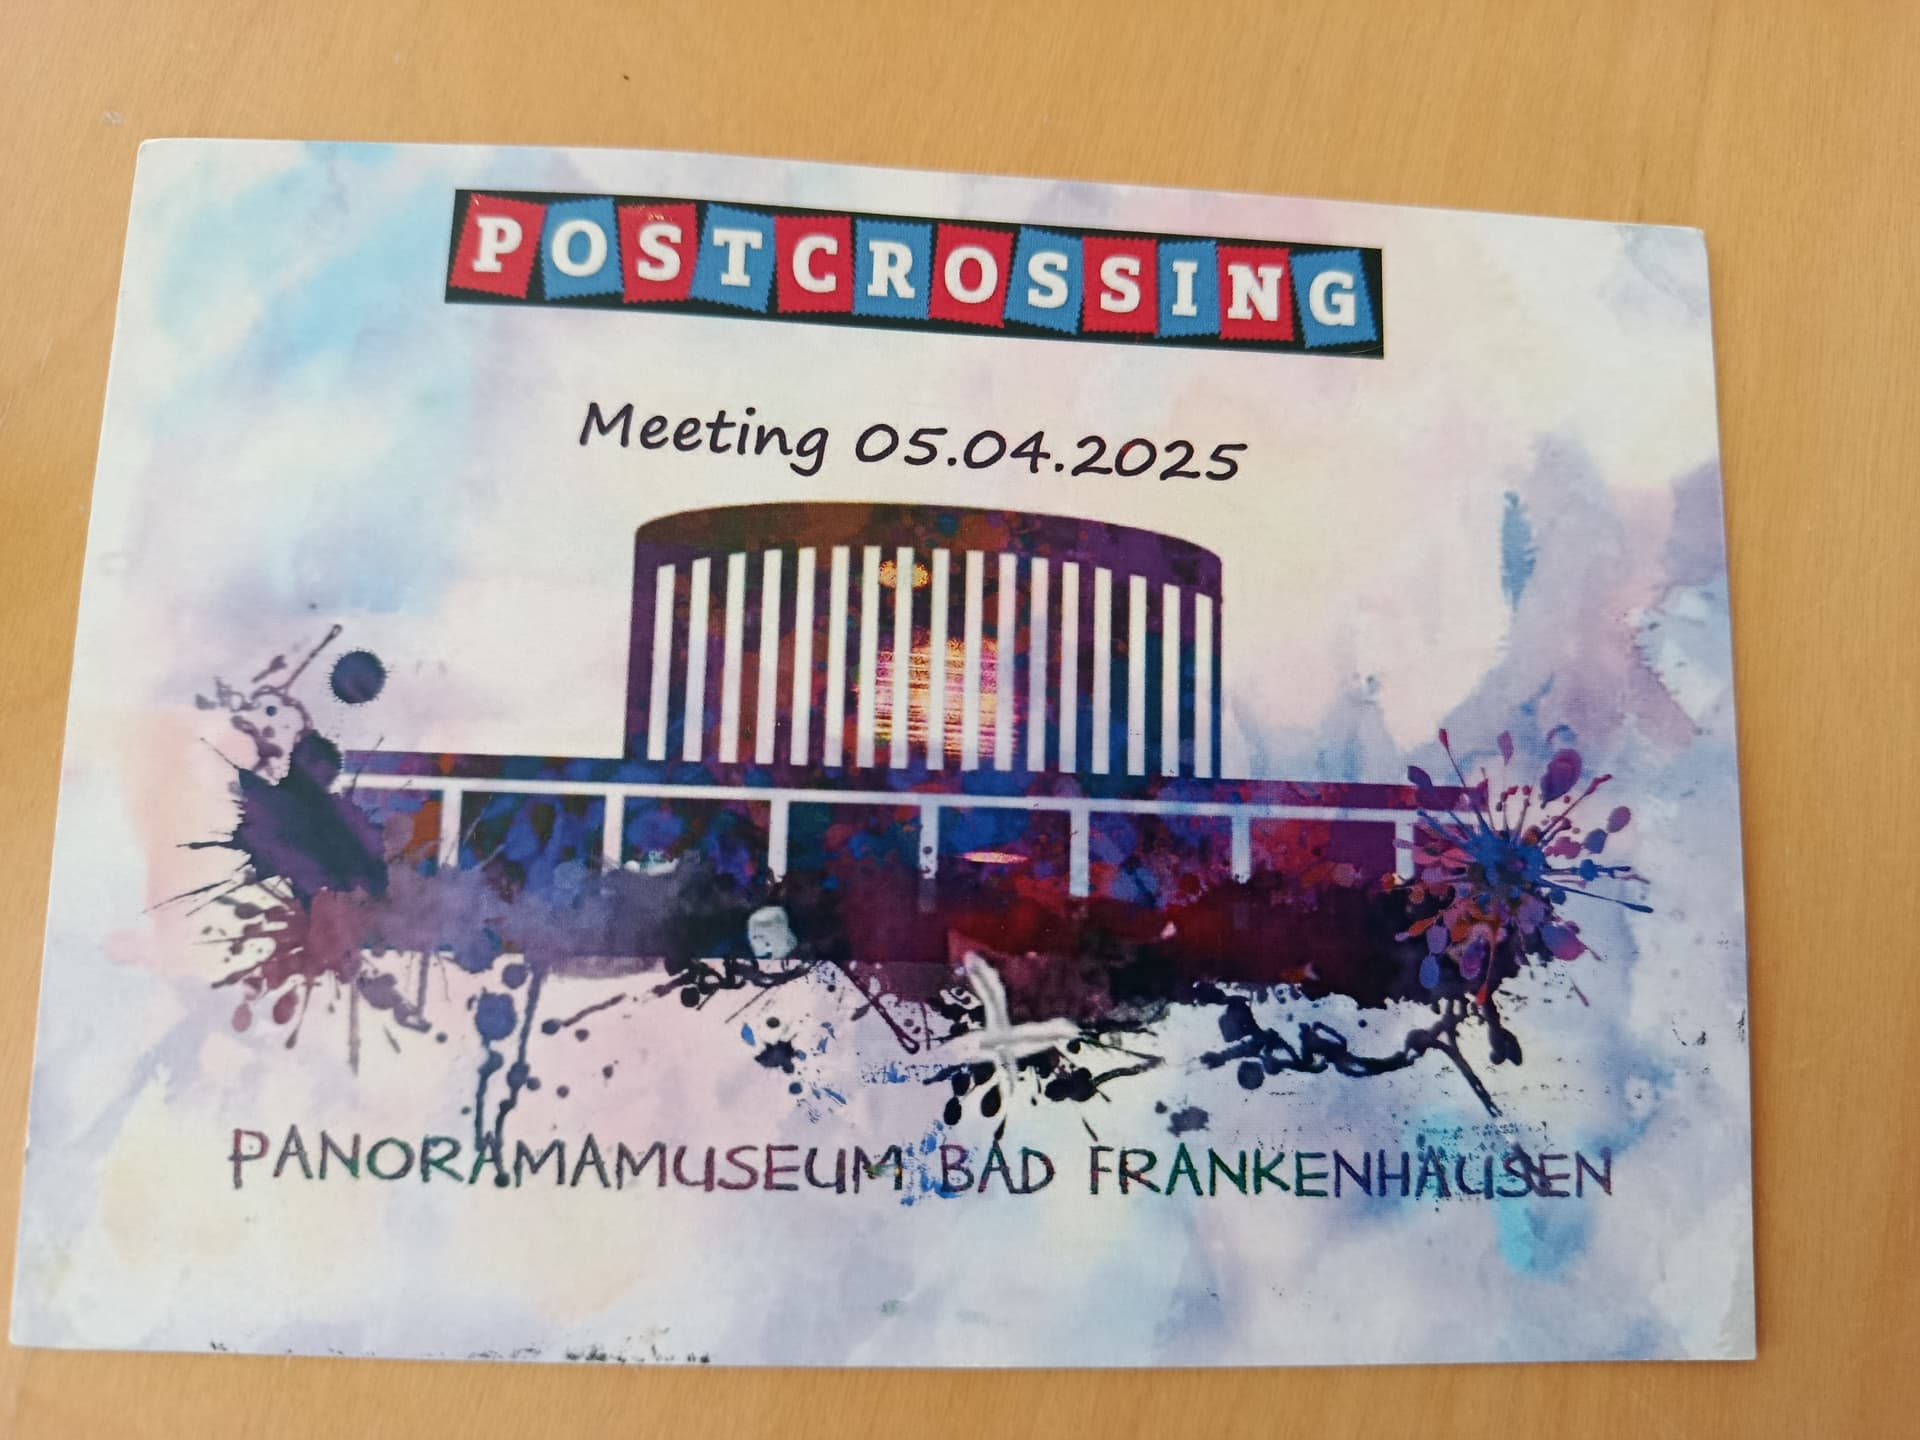 POSTCROSSING
Meeting 05.04.2025
PANORAMAMUSEUM BAD FRANKENHAUSEN